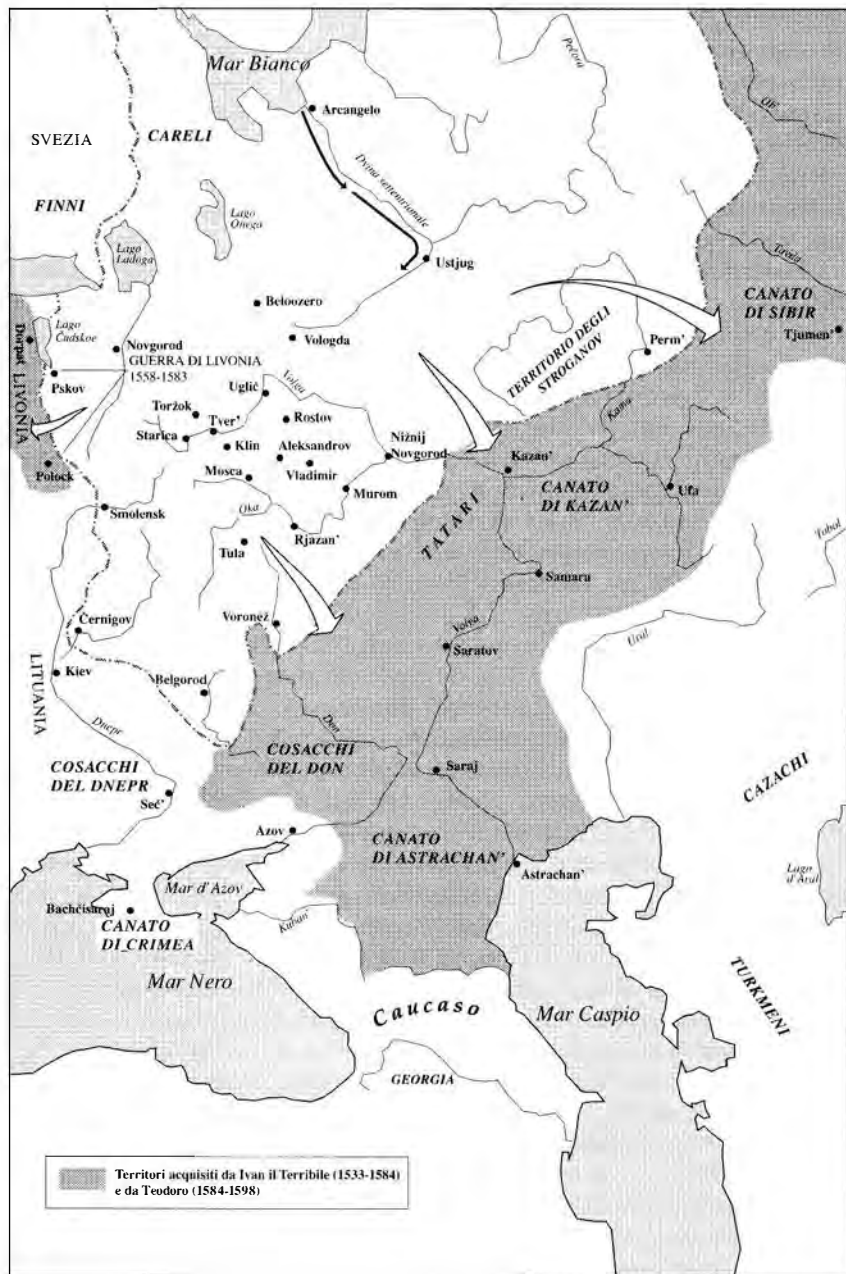 Mar Bianco
Pečora
Ob'
Arcangelo
SVEZIA
CARELI
Dvina settentrionale
FINNI
Lago
Onega
Lago
Ladoga
Ustjug
Tavda
CANATO
DI SIBIR
Tjumen'
Beloozero
Lago
Čudskoe
Dorpat
LIVONIA
Novgorod
Vologda
GUERRA DI LIVONIA
1558-1583
TERRITORIO DEGLI
STROGANOV
Perm'
Pskov
Uglič
Volga
Toržok
Tver'
Rostov
Kama
Starica
Klin
Aleksandrov
Nižnij
Novgorod
Kazan'
Polock
Mosca
Vladimir
CANATO
DI KAZAN'
Ufa
Murom
TATARI
Smolensk
Oka
Rjazan'
Tobol
Tula
Samara
Voronež
Černigov
Volga
Ural
Saratov
LITUANIA
Kiev
Belgorod
Dnepr
Don
COSACCHI
DEL DON
Saraj
CAZACHI
COSACCHI
DEL DNEPR
Seč'
Azov
CANATO
DI ASTRACHAN'
Astrachan'
Lago
d'Aral
Mar d'Azov
Bachčisaraj
CANATO
DI CRIMEA
Kuban'
Mar Nero
Caucaso
Mar Caspio
TURKMENI
GEORGIA
Territori acquisiti da Ivan il Terribile (1533-1584)
e da Teodoro (1584-1598)